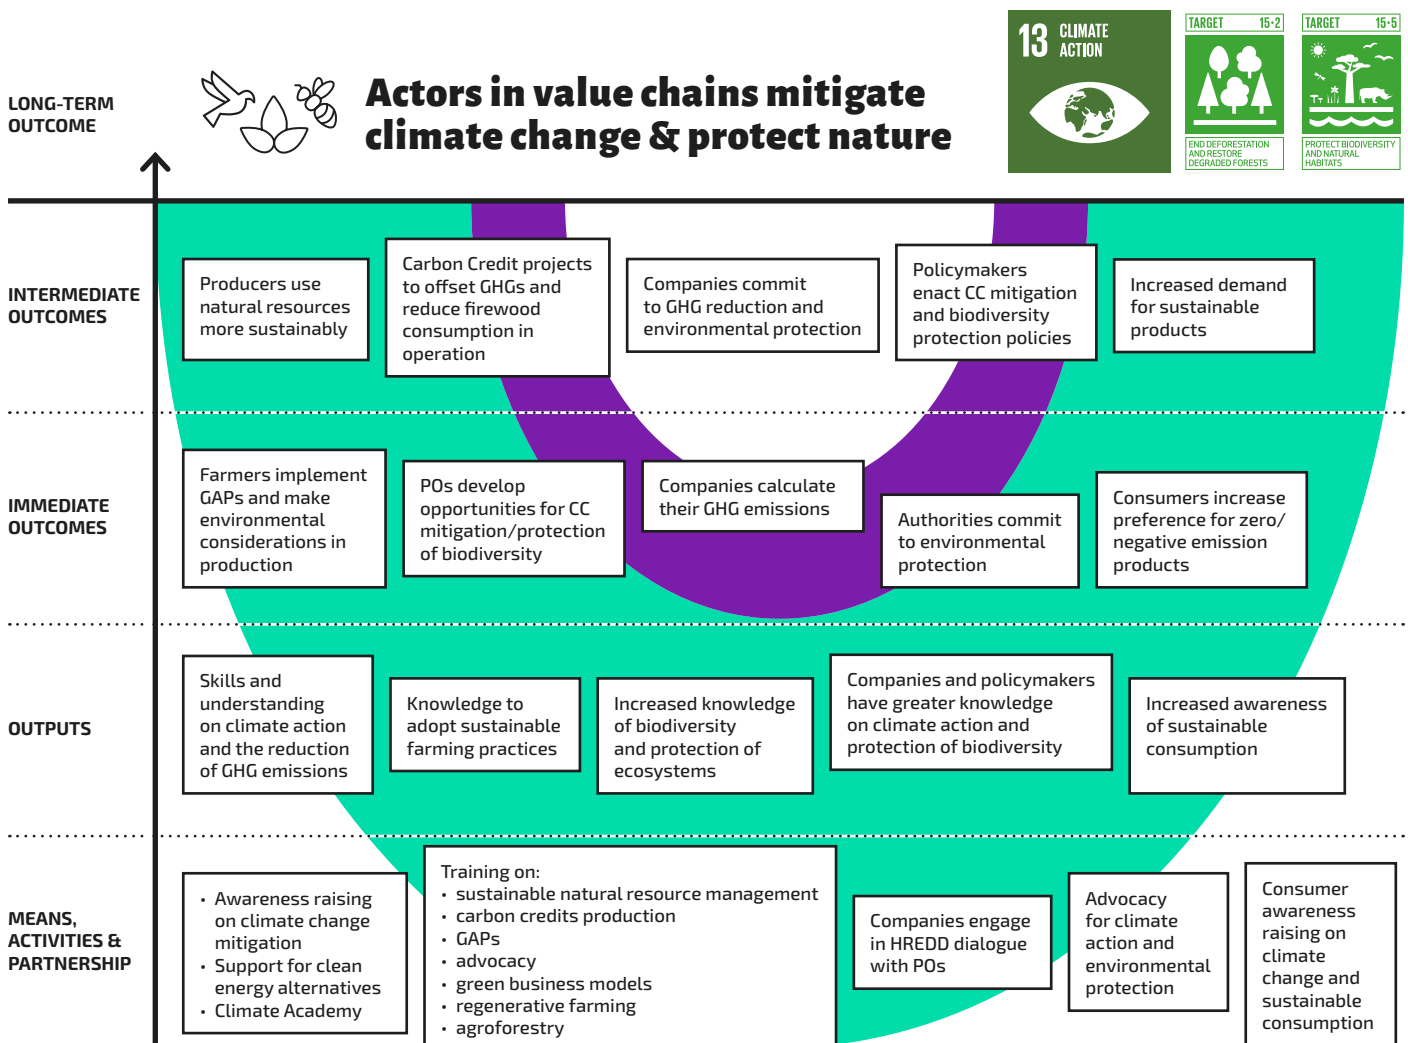 LONG-TERM
OUTCOME
Actors in value chains mitigate
climate change & protect nature
13 CLIMATE
ACTION
TARGET 15·2
END DEFORESTATION
AND RESTORE
DEGRADED FORESTS
TARGET 15·5
PROTECT BIODIVERSITY
AND NATURAL
HABITATS
INTERMEDIATE
OUTCOMES
Producers use
natural resources
more sustainably
Carbon Credit projects
to offset GHGs and
reduce firewood
consumption in
operation
Companies commit
to GHG reduction and
environmental protection
Policymakers
enact CC mitigation
and biodiversity
protection policies
Increased demand
for sustainable
products
IMMEDIATE
OUTCOMES
Farmers implement
GAPs and make
environmental
considerations in
production
POs develop
opportunities for CC
mitigation/protection
of biodiversity
Companies calculate
their GHG emissions
Authorities commit
to environmental
protection
Consumers increase
preference for zero/
negative emission
products
OUTPUTS
Skills and
understanding
on climate action
and the reduction
of GHG emissions
Knowledge to
adopt sustainable
farming practices
Increased knowledge
of biodiversity
and protection of
ecosystems
Companies and policymakers
have greater knowledge
on climate action and
protection of biodiversity
Increased awareness
of sustainable
consumption
MEANS,
ACTIVITIES &
PARTNERSHIP
• Awareness raising
on climate change
mitigation
• Support for clean
energy alternatives
• Climate Academy
Training on:
• sustainable natural resource management
• carbon credits production
• GAPs
• advocacy
• green business models
• regenerative farming
• agroforestry
Companies engage
in HREDD dialogue
with POs
Advocacy
for climate
action and
environmental
protection
Consumer
awareness
raising on
climate
change and
sustainable
consumption